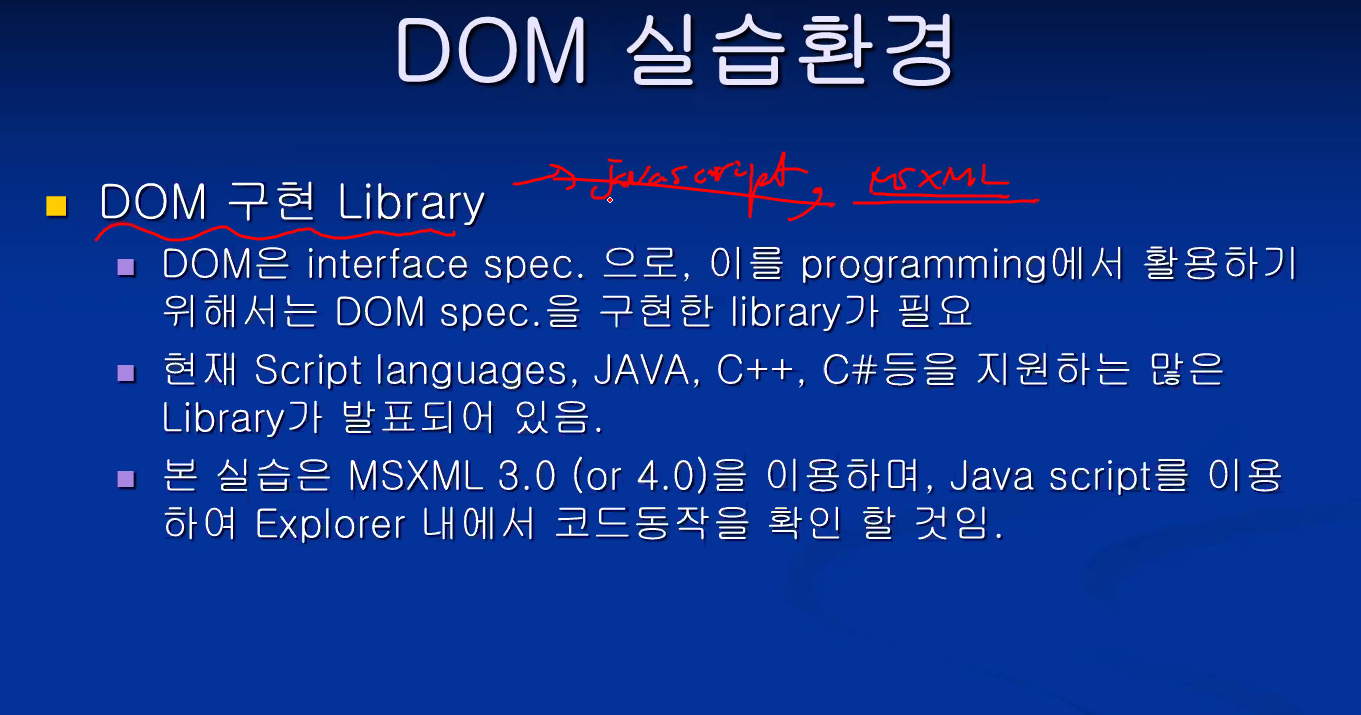 DOM 실습환경
→ Javascript, MSXML
DOM 구현 Library
DOM은 interface spec. 으로, 이를 programming에서 활용하기
위해서는 DOM spec.을 구현한 library가 필요
현재 Script languages, JAVA, C++, C#등을 지원하는 많은
Library가 발표되어 있음.
본 실습은 MSXML 3.0 (or 4.0)을 이용하며, Java script를 이용
하여 Explorer 내에서 코드동작을 확인 할 것임.